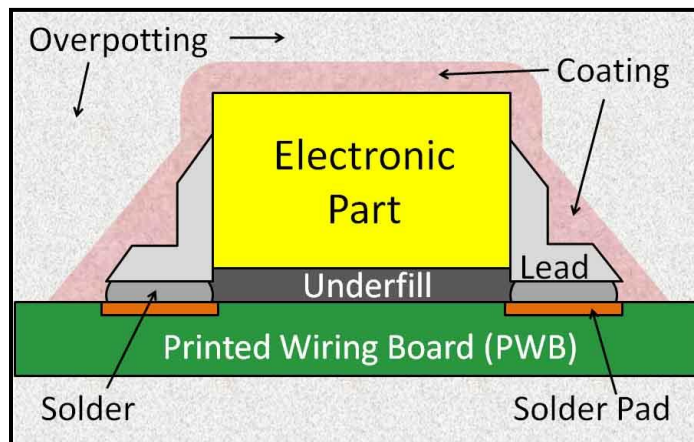 Overpotting
Coating
Electronic
Part
Lead
Underfill
Printed Wiring Board (PWB)
Solder
Solder Pad